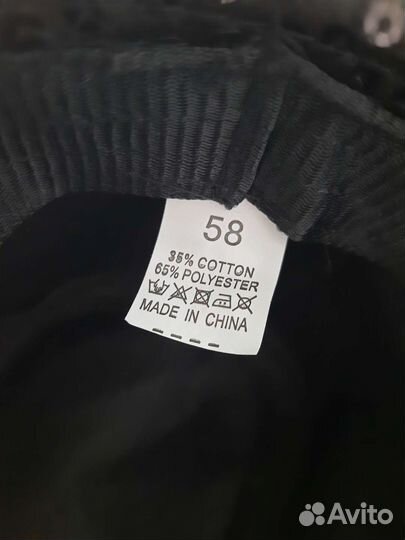 58
35% COTTON
65% POLYESTER
MADE IN CHINA
Avito